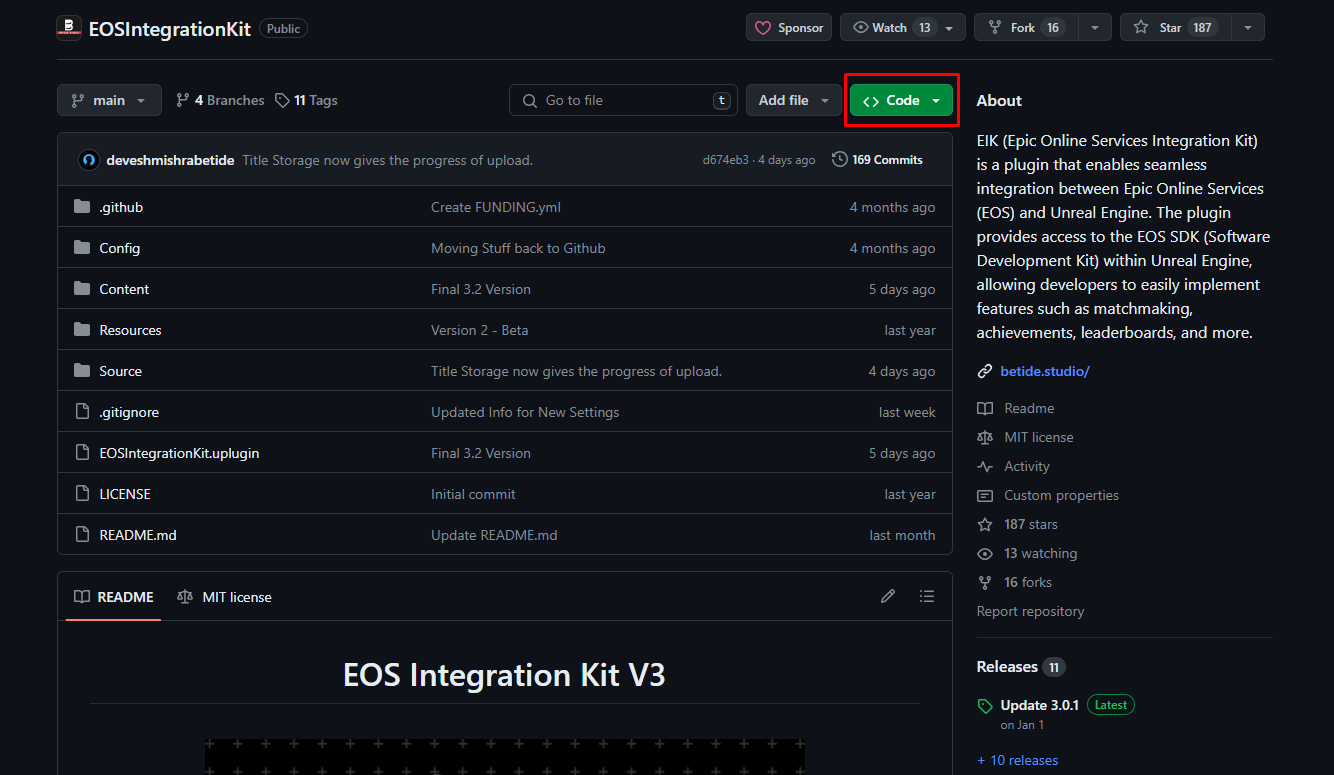 EOSIntegrationKit Public
Sponsor Watch 13 Fork 16 Star 187
main 4 Branches 11 Tags Go to file t Add file Code
deveshmishrabetide Title Storage now gives the progress of upload. d674eb3 · 4 days ago 169 Commits
.github Create FUNDING.yml 4 months ago
Config Moving Stuff back to Github 4 months ago
Content Final 3.2 Version 5 days ago
Resources Version 2 - Beta last year
Source Title Storage now gives the progress of upload. 4 days ago
.gitignore Updated Info for New Settings last week
EOSIntegrationKit.uplugin Final 3.2 Version 5 days ago
LICENSE Initial commit last year
README.md Update README.md last month
README MIT license
EOS Integration Kit V3
About
EIK (Epic Online Services Integration Kit)
is a plugin that enables seamless
integration between Epic Online Services
(EOS) and Unreal Engine. The plugin
provides access to the EOS SDK (Software
Development Kit) within Unreal Engine,
allowing developers to easily implement
features such as matchmaking,
achievements, leaderboards, and more.
betide.studio/
Readme
MIT license
Activity
Custom properties
187 stars
13 watching
16 forks
Report repository
Releases 11
Update 3.0.1 Latest
on Jan 1
+ 10 releases